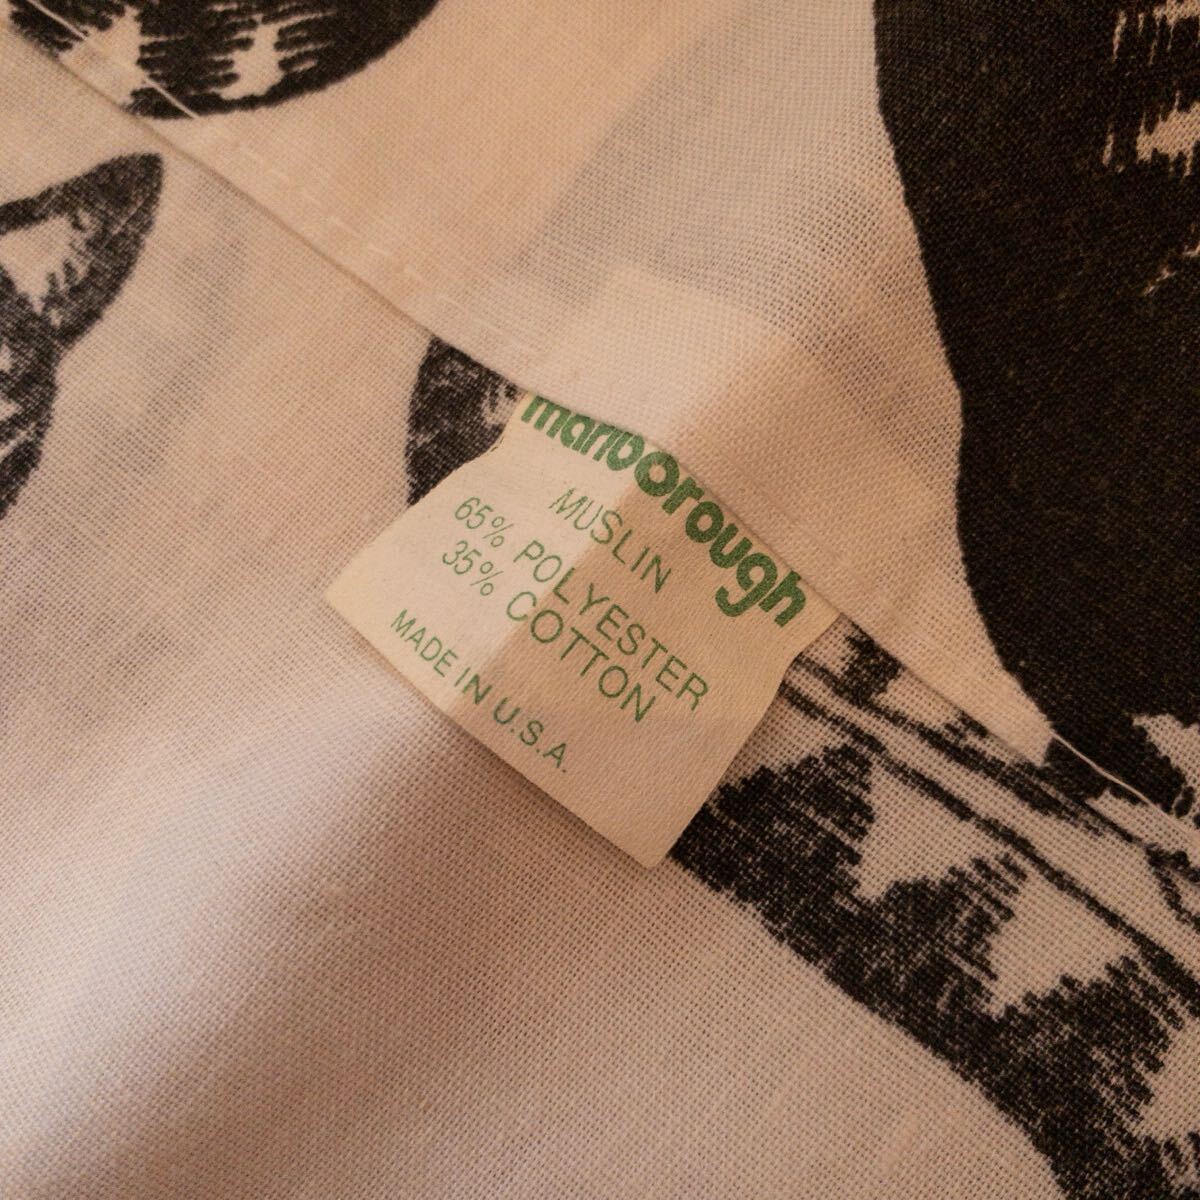 marlborough
MUSLIN
65% POLYESTER
35% COTTON
MADE IN U.S.A.